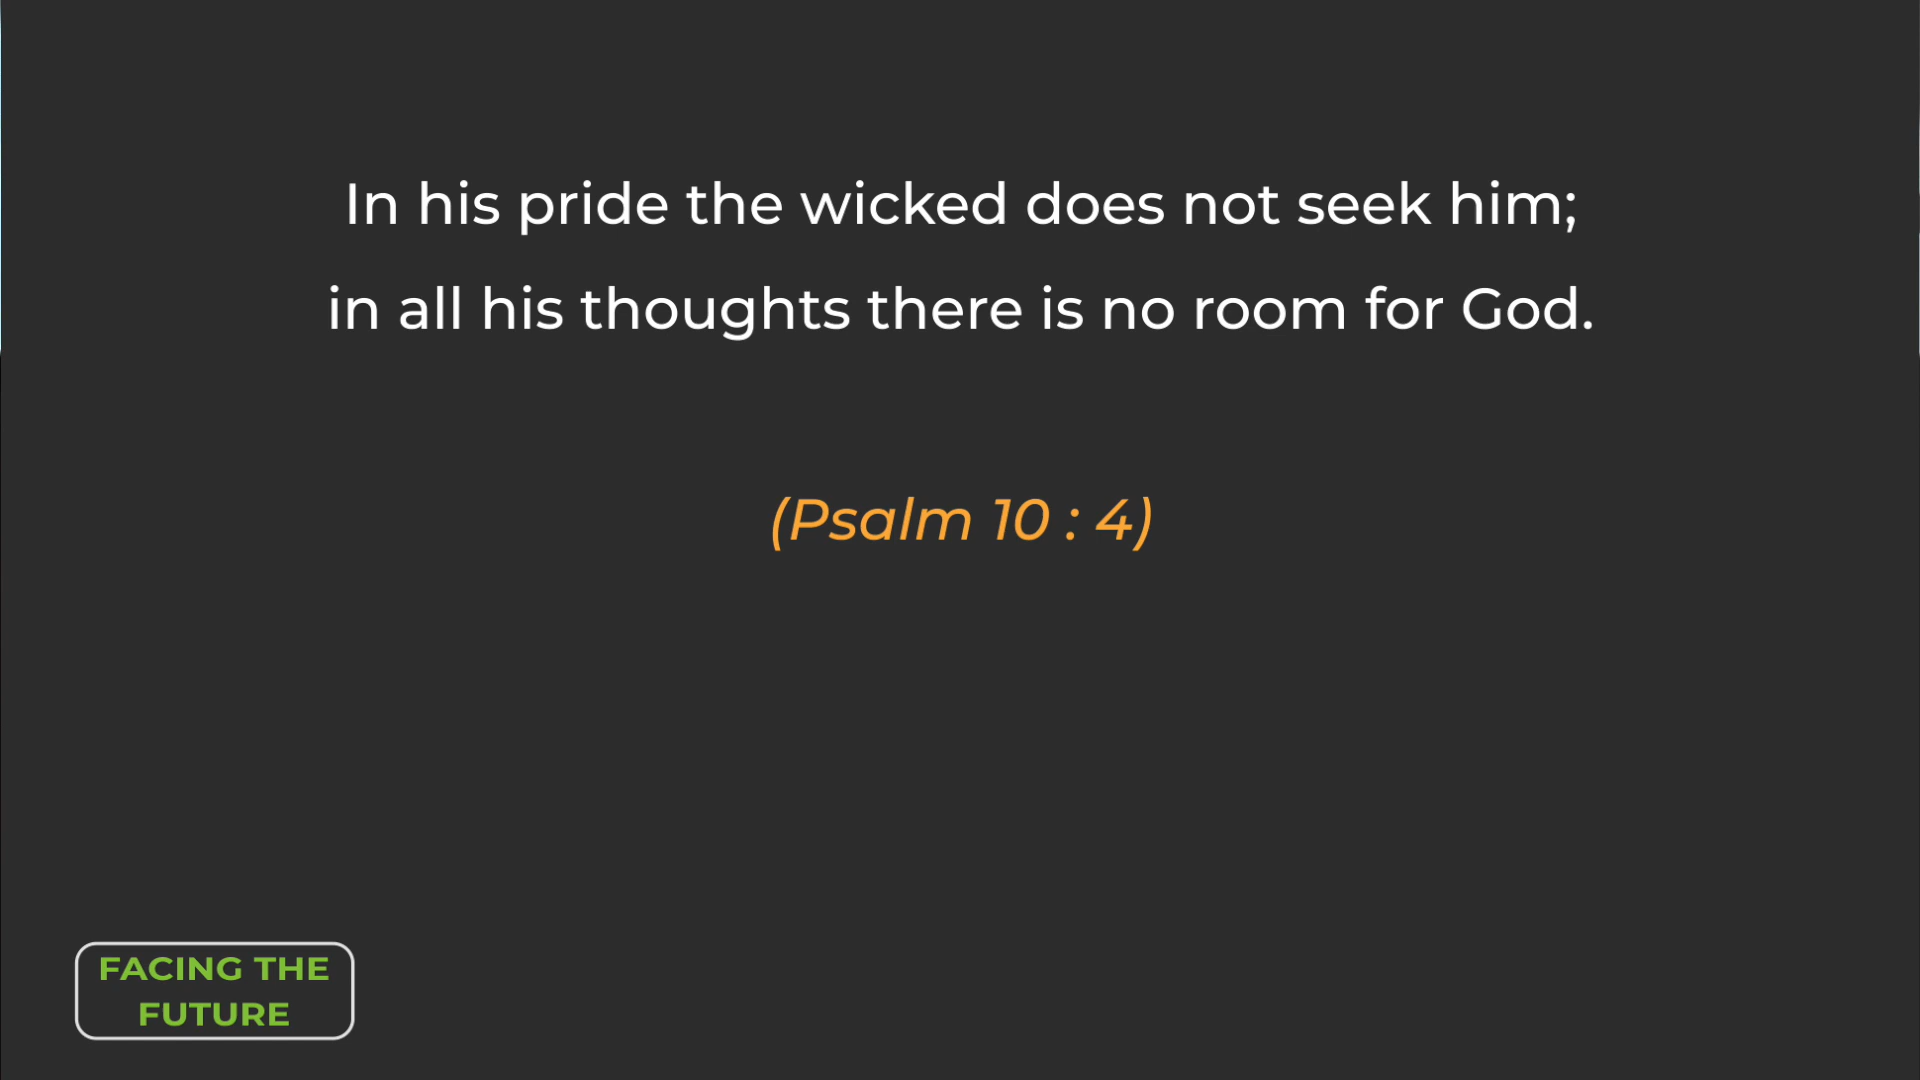 In his pride the wicked does not seek him;
in all his thoughts there is no room for God.
(Psalm 10 : 4)
FACING THE
FUTURE